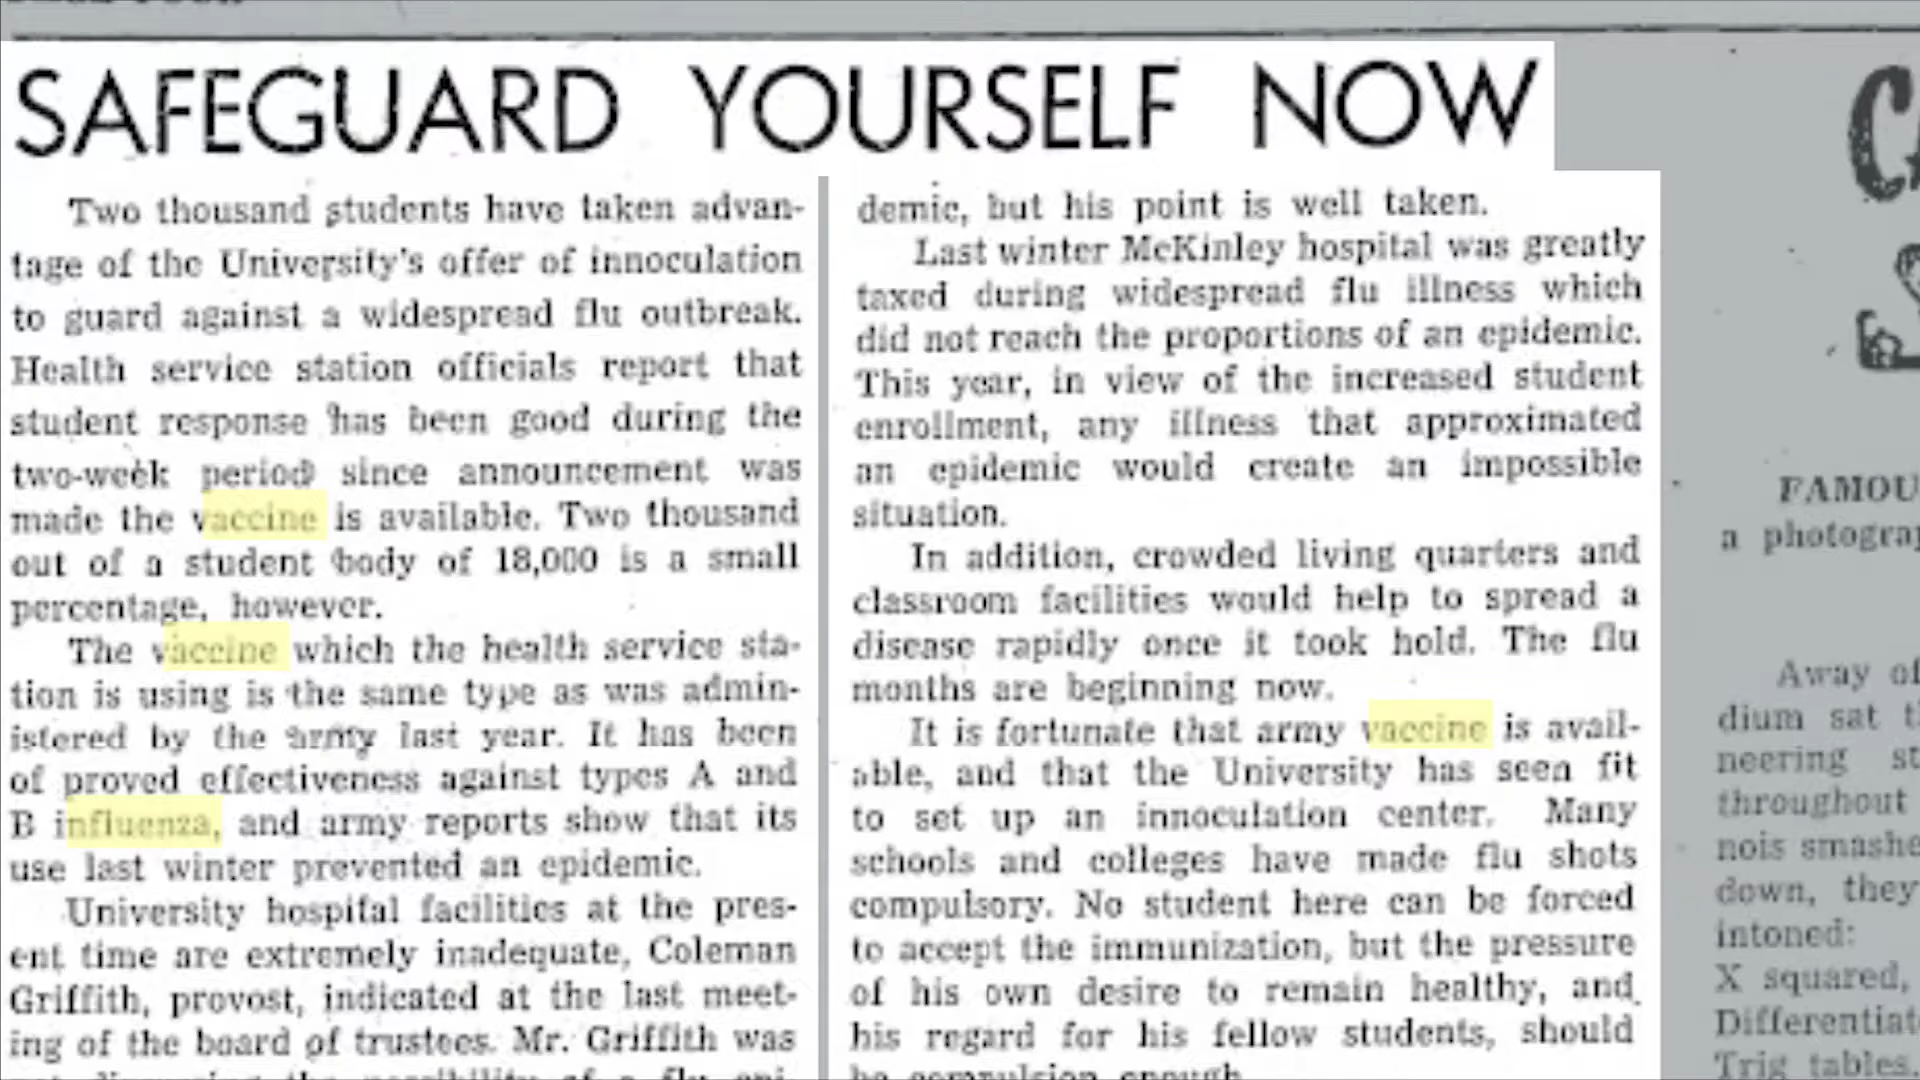 SAFEGUARD YOURSELF NOW
Two thousand students have taken advan-
tage of the University's offer of innoculation
to guard against a widespread flu outbreak.
Health service station officials report that
student response has been good during the
two-week period since announcement was
made the vaccine is available. Two thousand
out of a student body of 18,000 is a small
percentage, however.
The vaccine which the health service sta-
tion is using is the same type as was admin-
istered by the army last year. It has been
of proved effectiveness against types A and
B influenza, and army reports show that its
use last winter prevented an epidemic.
University hospital facilities at the pres-
ent time are extremely inadequate, Coleman
Griffith, provost, indicated at the last meet-
ing of the board of trustees. Mr. Griffith was
demic, but his point is well taken.
Last winter McKinley hospital was greatly
taxed during widespread flu illness which
did not reach the proportions of an epidemic.
This year, in view of the increased student
enrollment, any illness that approximated
an epidemic would create an impossible
situation.
In addition, crowded living quarters and
classroom facilities would help to spread a
disease rapidly once it took hold. The flu
months are beginning now.
It is fortunate that army vaccine is avail-
able, and that the University has seen fit
to set up an innoculation center. Many
schools and colleges have made flu shots
compulsory. No student here can be forced
to accept the immunization, but the pressure
of his own desire to remain healthy, and
his regard for his fellow students, should
be compulsion enough.
FAMOU
a photograp
Away of
dium sat t
neering st
throughout
nois smashe
down, they
intoned:
X squared,
Differentiate
Trig tables.